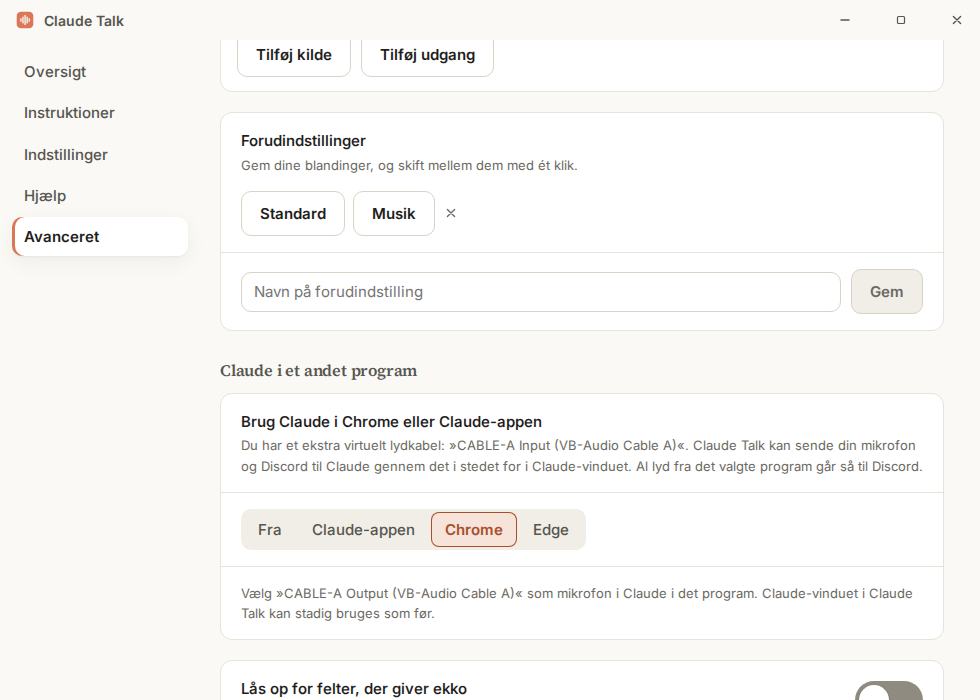 Claude Talk
Oversigt
Instruktioner
Indstillinger
Hjælp
Avanceret
Tilføj kilde
Tilføj udgang
Forudindstillinger
Gem dine blandinger, og skift mellem dem med ét klik.
Standard
Musik
Navn på forudindstilling
Gem
Claude i et andet program
Brug Claude i Chrome eller Claude-appen
Du har et ekstra virtuelt lydkabel: »CABLE-A Input (VB-Audio Cable A)«. Claude Talk kan sende din mikrofon
og Discord til Claude gennem det i stedet for i Claude-vinduet. Al lyd fra det valgte program går så til Discord.
Fra
Claude-appen
Chrome
Edge
Vælg »CABLE-A Output (VB-Audio Cable A)« som mikrofon i Claude i det program. Claude-vinduet i Claude
Talk kan stadig bruges som før.
Lås op for felter, der giver ekko